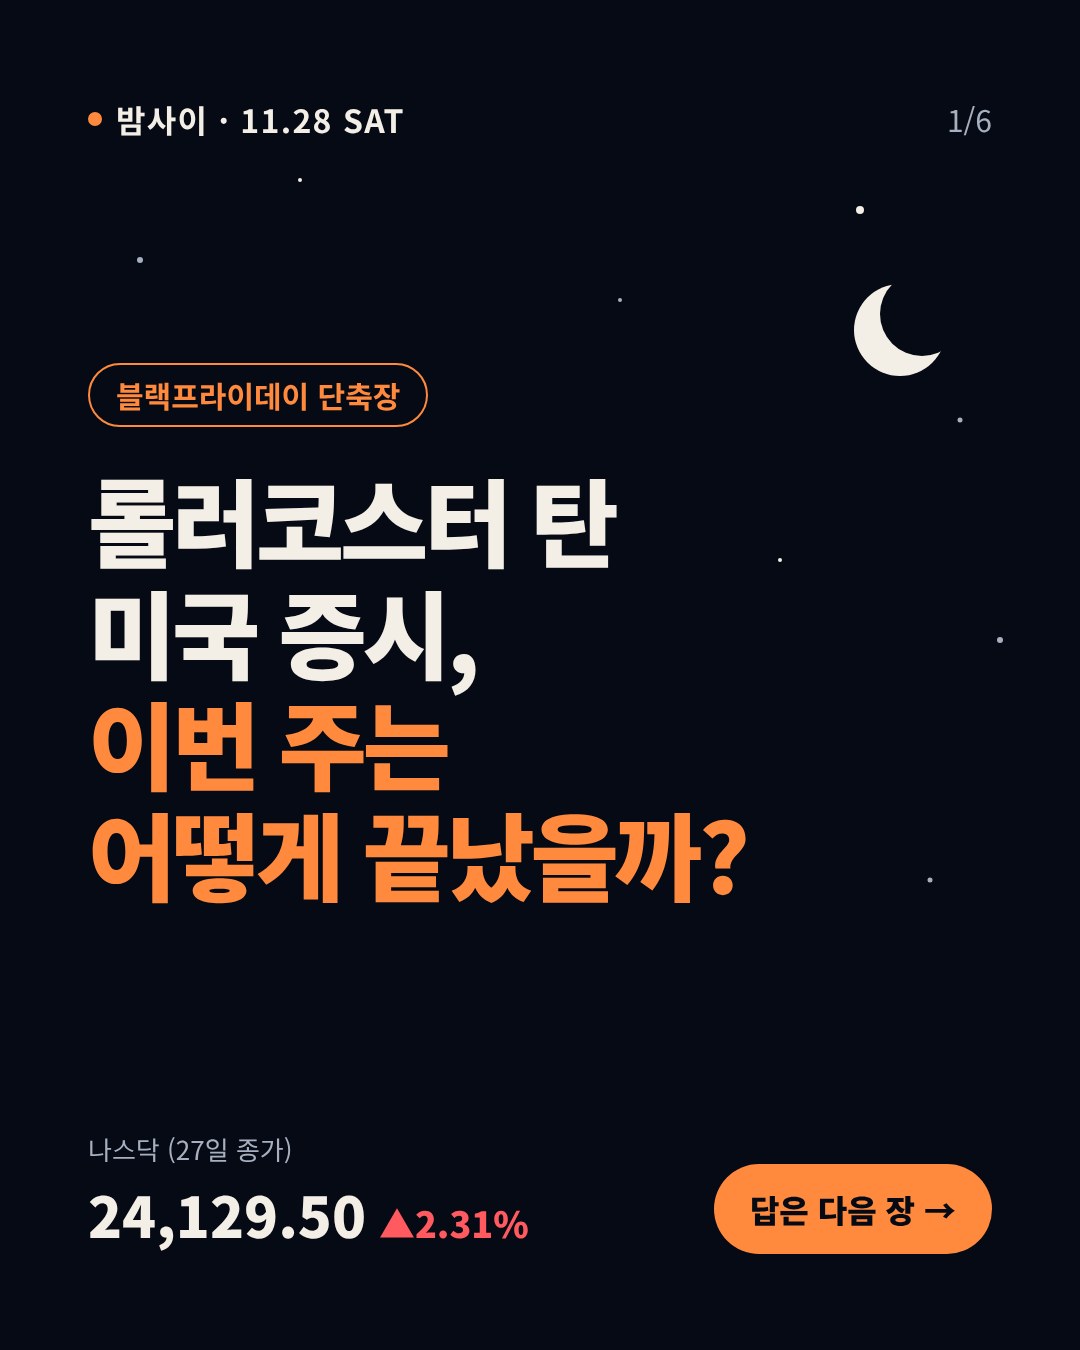 밤사이 · 11.28 SAT
1/6
블랙프라이데이 단축장
롤러코스터 탄
미국 증시,
이번 주는
어떻게 끝났을까?
나스닥 (27일 종가)
24,129.50 ▲2.31%
답은 다음 장 →